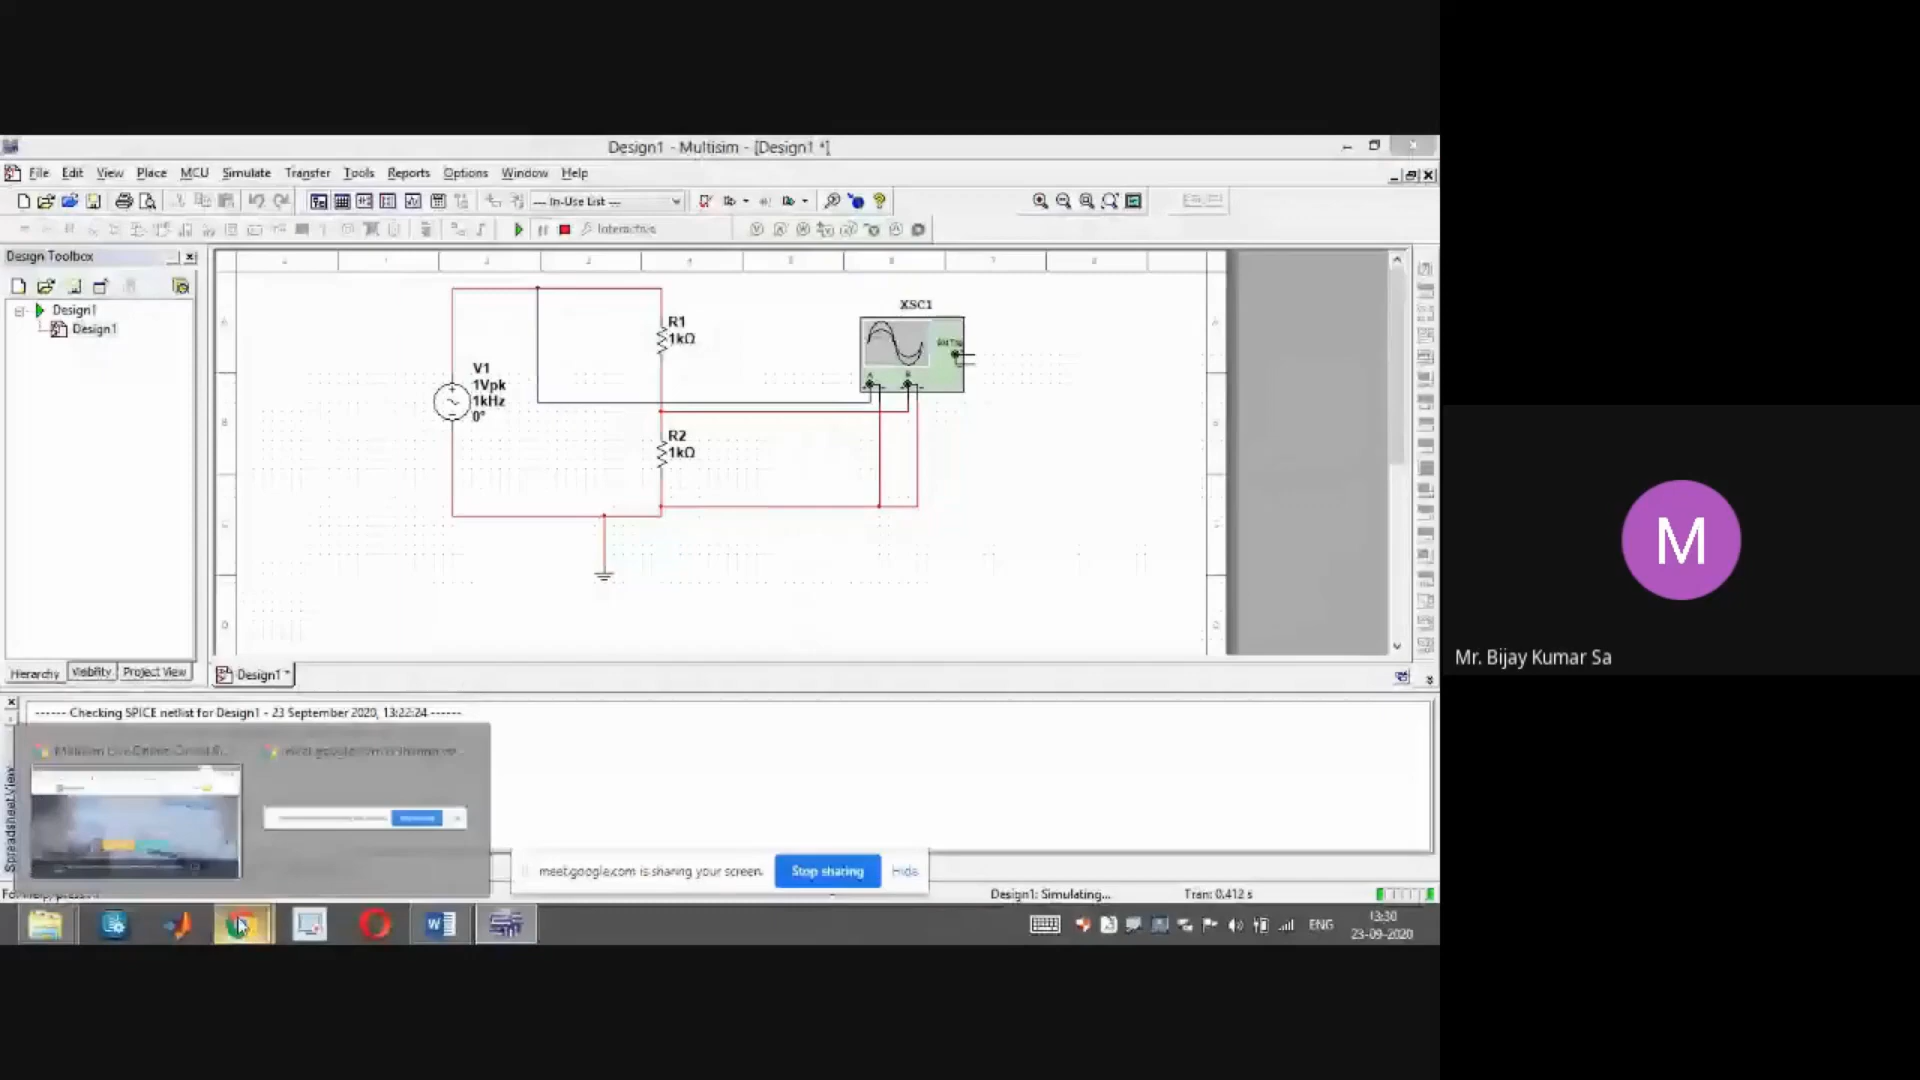 Design1 - Multisim - [Design1 *]
File Edit View Place MCU Simulate Transfer Tools Reports Options Window Help
--- In-Use List ---
Interactive
Design Toolbox
Design1
Design1
XSC1
R1
1kΩ
V1
1Vpk
1kHz
0°
R2
1kΩ
A B
M
Mr. Bijay Kumar Sa
Hierarchy Visibility Project View
Design1 *
------ Checking SPICE netlist for Design1 - 23 September 2020, 13:22:24 ------
Spreadsheet View
meet.google.com is sharing your screen.
Stop sharing
Hide
Design1: Simulating...
Tran: 0.412 s
ENG
13:30
23-09-2020